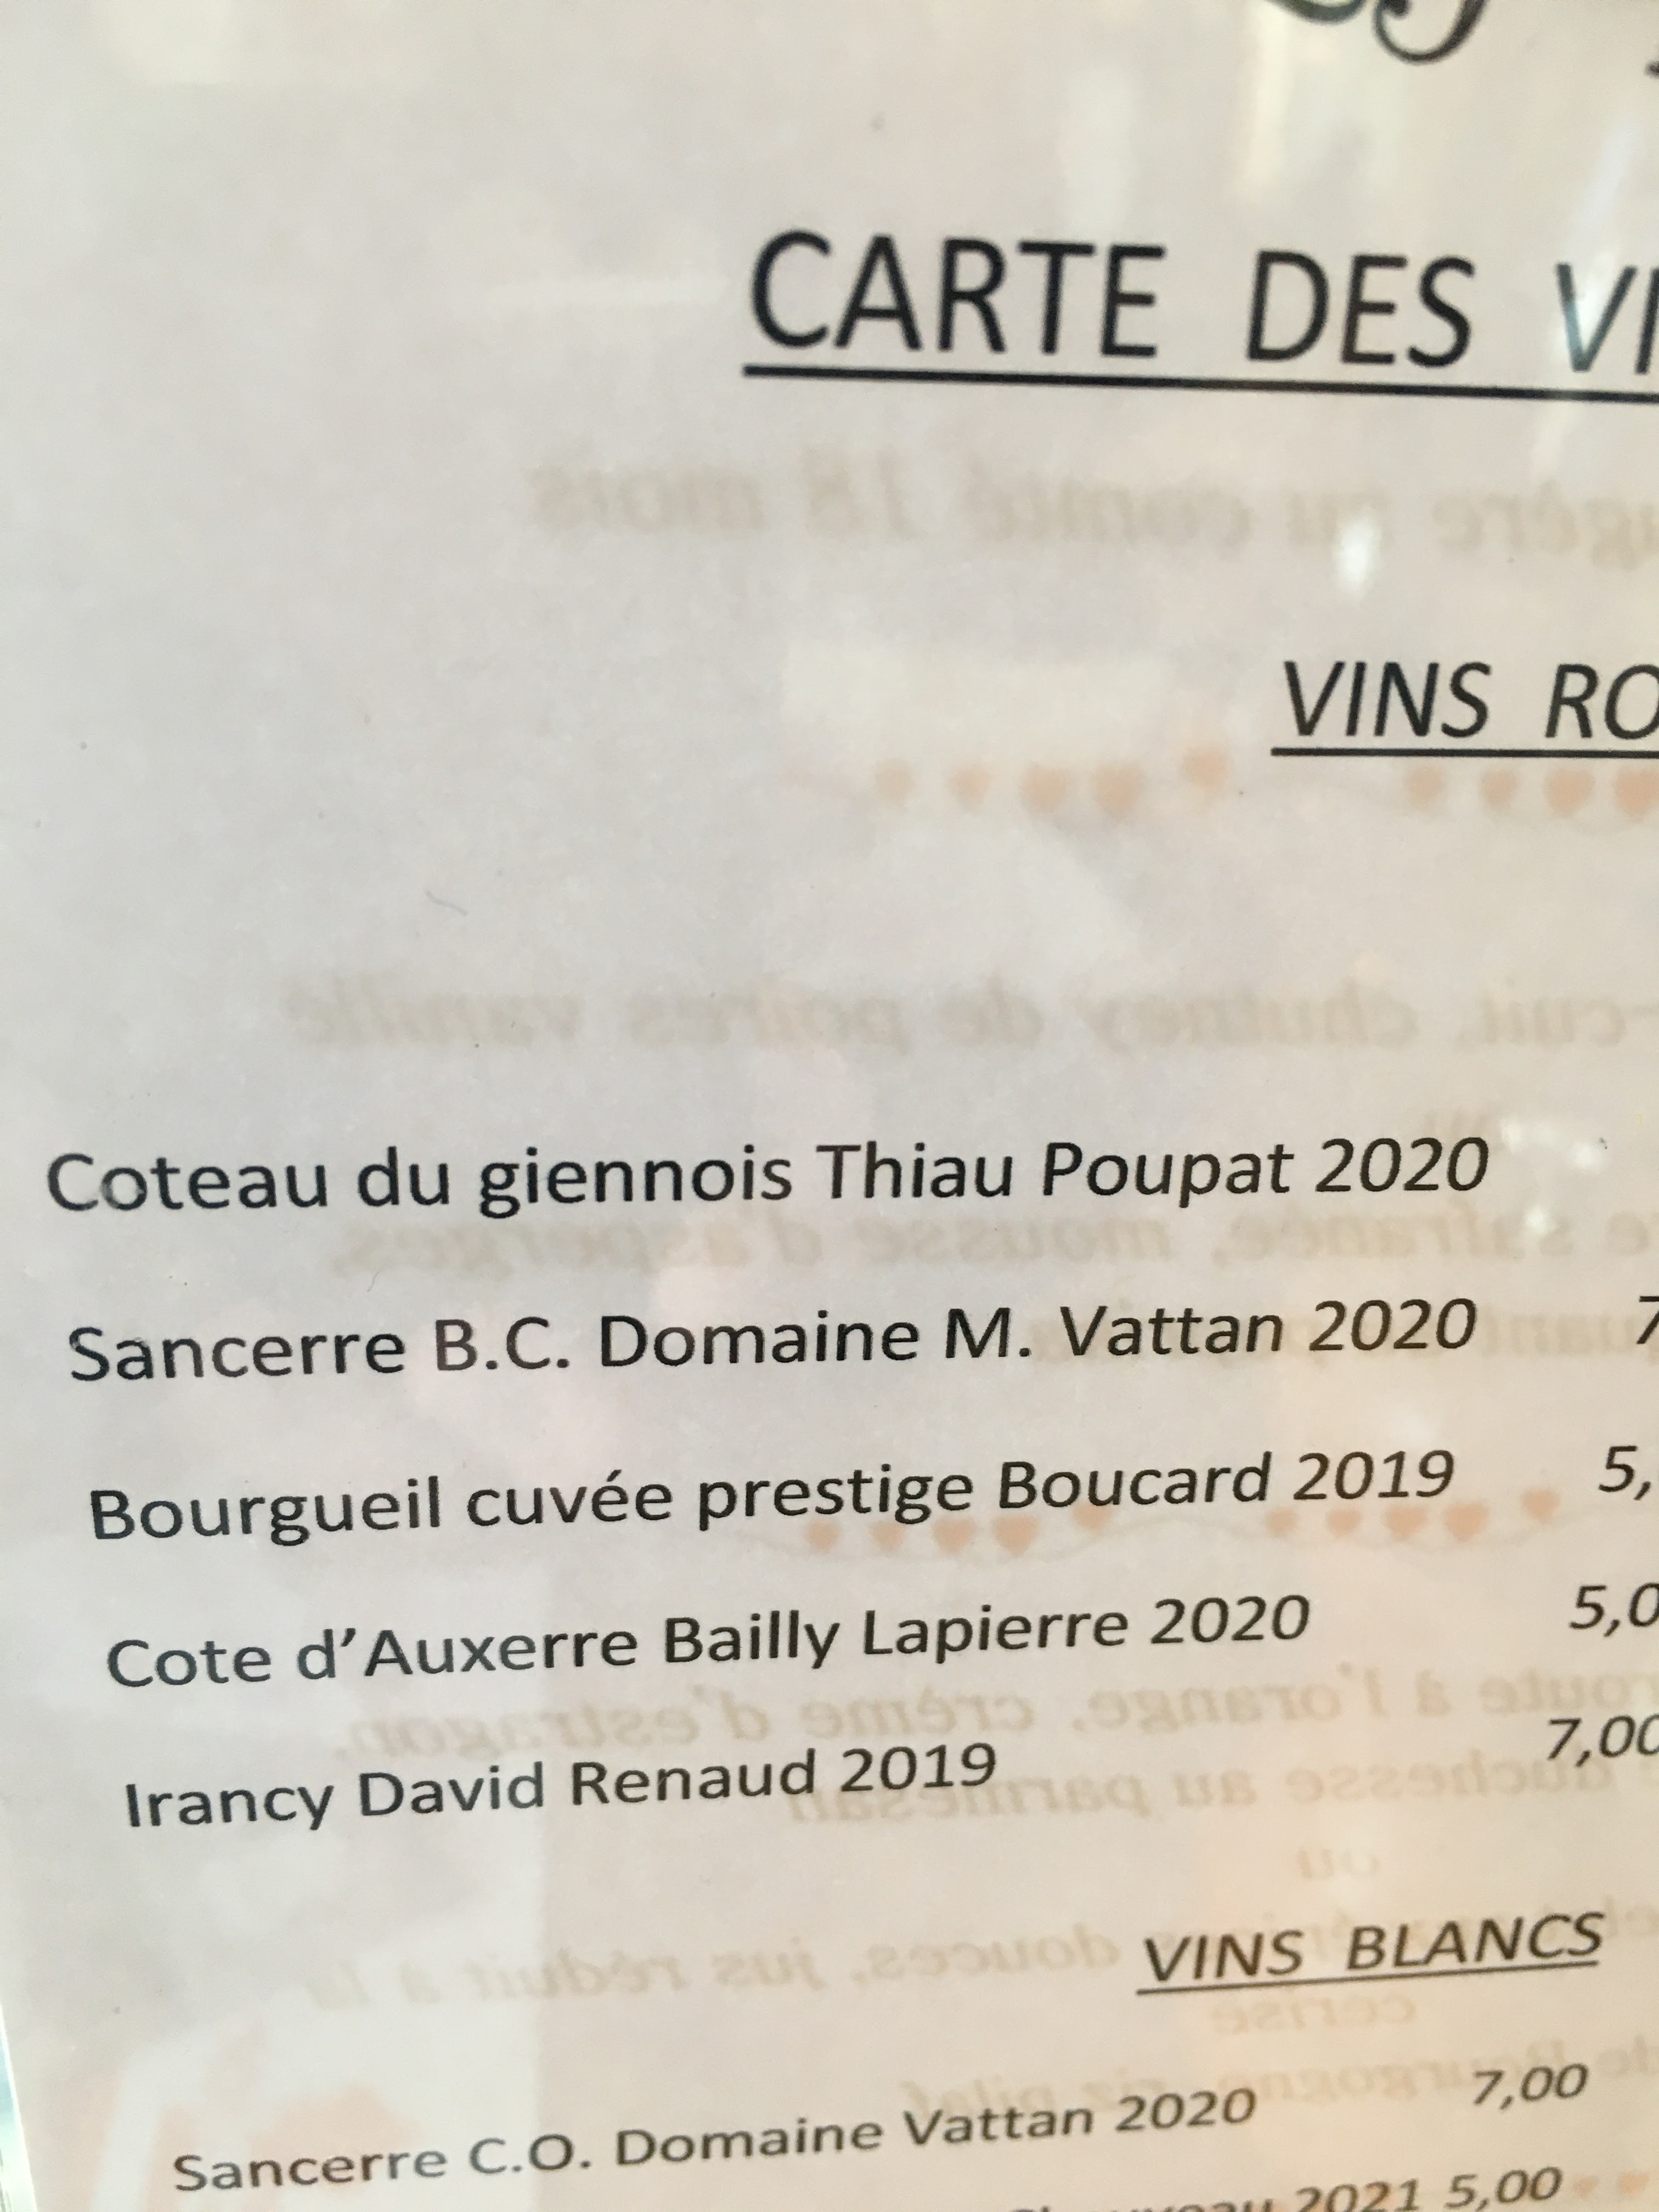 CARTE DES VI
VINS RO
Coteau du giennois Thiau Poupat 2020
Sancerre B.C. Domaine M. Vattan 2020 7
Bourgueil cuvée prestige Boucard 2019 5,
Cote d’Auxerre Bailly Lapierre 2020 5,0
Irancy David Renaud 2019 7,00
VINS BLANCS
Sancerre C.O. Domaine Vattan 2020 7,00
2021 5,00